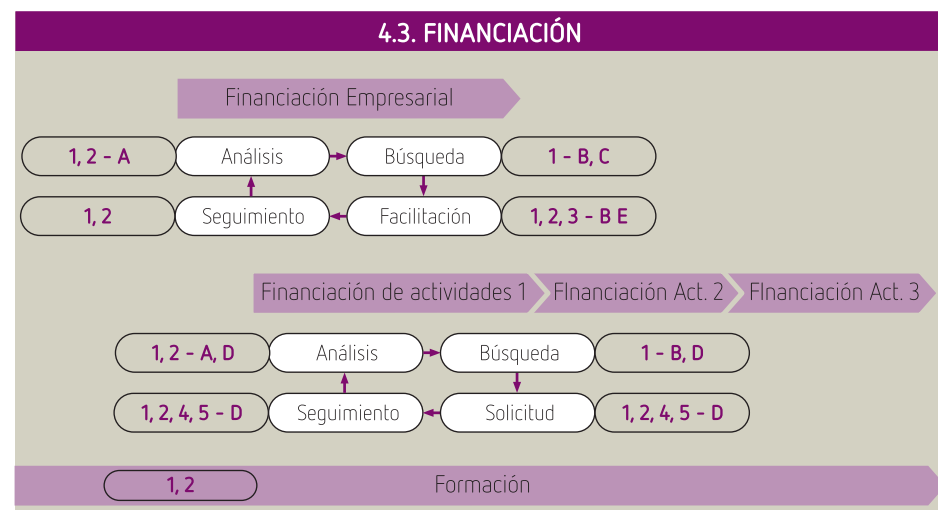 4.3. FINANCIACIÓN
Financiación Empresarial
1, 2 - A Análisis Búsqueda 1 - B, C
1, 2 Seguimiento Facilitación 1, 2, 3 - B E
Financiación de actividades 1 FInanciación Act. 2 FInanciación Act. 3
1, 2 - A, D Análisis Búsqueda 1 - B, D
1, 2, 4, 5 - D Seguimiento Solicitud 1, 2, 4, 5 - D
1, 2 Formación